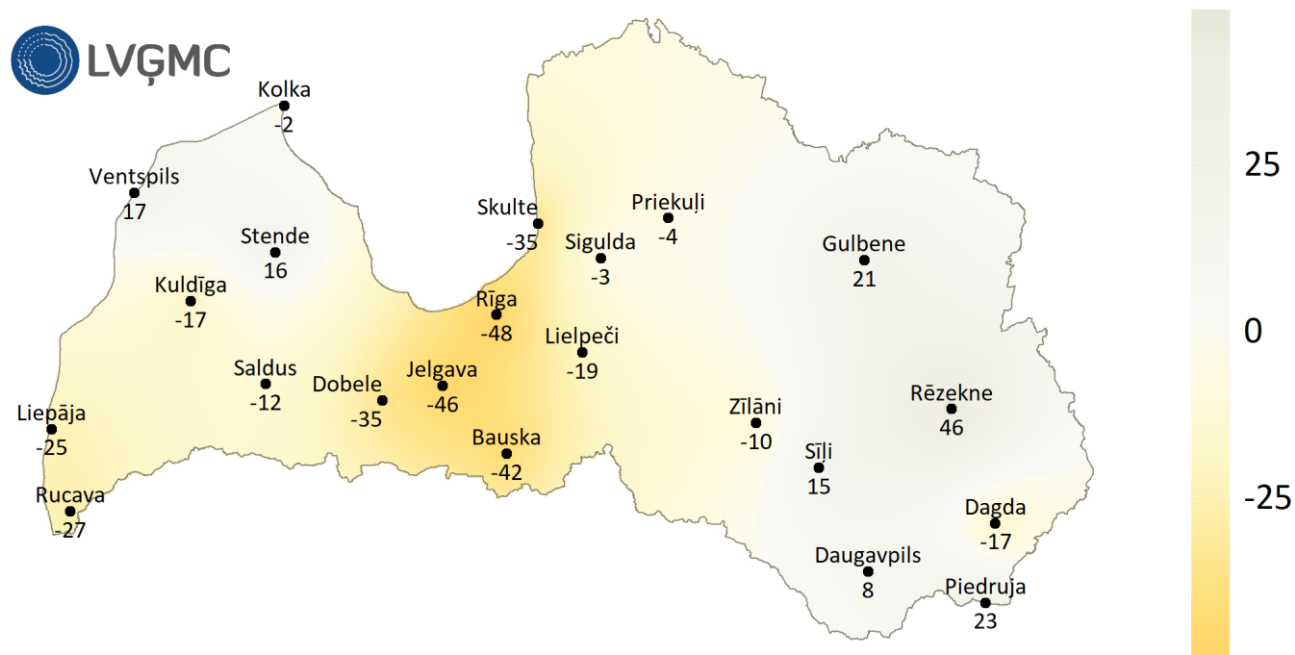 LVĢMC
Kolka
-2
Ventspils
17
25
Skulte
-35
Priekuļi
-4
Stende
16
Sigulda
-3
Gulbene
21
Kuldīga
-17
Rīga
-48
0
Lielpeči
-19
Saldus
-12
Dobele
-35
Jelgava
-46
Rēzekne
46
Zīlāni
-10
Liepāja
-25
Bauska
-42
Sīļi
15
-25
Rucava
-27
Dagda
-17
Daugavpils
8
Piedruja
23